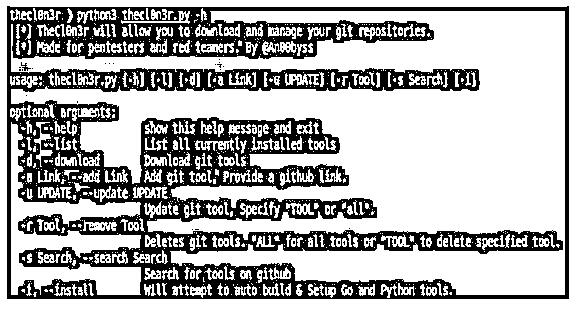 thecl0n3r ❯ python3 thecl0n3r.py -h
[*] TheCl0n3r will allow you to download and manage your git repositories.
[*] Made for pentesters and red teamers." By @An00byss
usage: thecl0n3r.py [-h] [-l] [-d] [-a Link] [-u UPDATE] [-r Tool] [-s Search] [-i]
optional arguments:
-h, --help show this help message and exit
-l, --list List all currently installed tools
-d, --download Download git tools
-a Link, --add Link Add git tool," Provide a github link.
-u UPDATE, --update UPDATE
Update git tool, Specify "TOOL" or "all".
-r Tool, --remove Tool
Deletes git tools. "ALL" for all tools or "TOOL" to delete specified tool.
-s Search, --search Search
Search for tools on github
-i, --install Will attempt to auto build & Setup Go and Python tools.